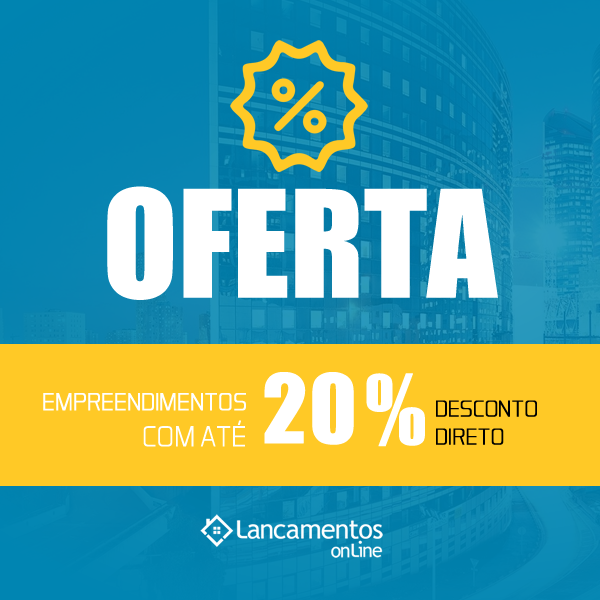 %
OFERTA
EMPREENDIMENTOS
COM ATÉ
20%
DESCONTO
DIRETO
Lancamentos
onLine